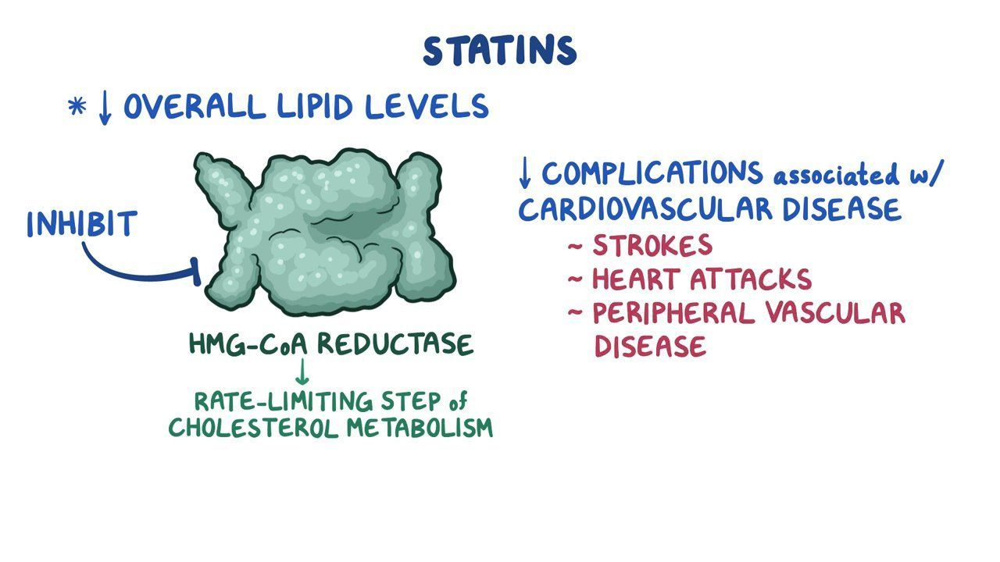 STATINS
* ↓ OVERALL LIPID LEVELS
INHIBIT
HMG-CoA REDUCTASE
↓
RATE-LIMITING STEP of
CHOLESTEROL METABOLISM
↓ COMPLICATIONS associated w/
CARDIOVASCULAR DISEASE
~ STROKES
~ HEART ATTACKS
~ PERIPHERAL VASCULAR
DISEASE